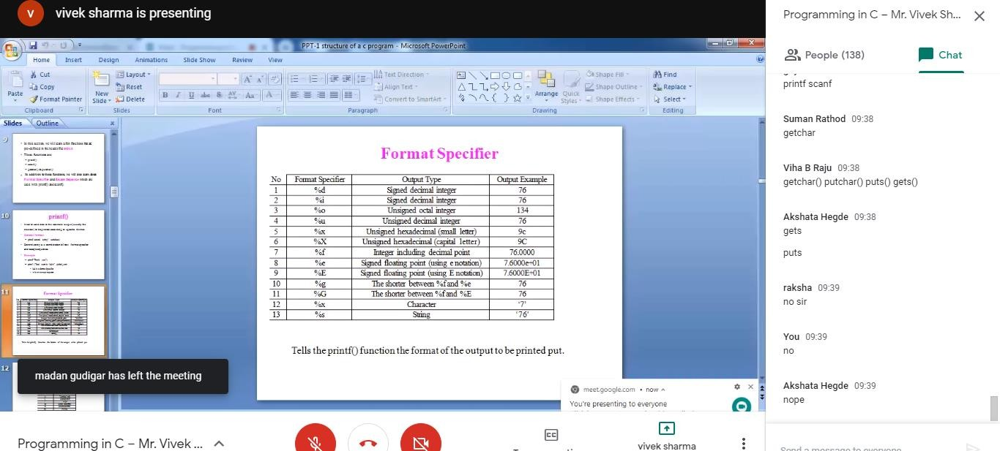 V vivek sharma is presenting
PPT-1 structure of a c program - Microsoft PowerPoint
Home Insert Design Animations Slide Show Review View
Paste
Cut
Copy
Format Painter
Clipboard
New Slide
Layout
Reset
Delete
Slides
Font
Text Direction
Align Text
Convert to SmartArt
Paragraph
Arrange
Quick Styles
Shape Fill
Shape Outline
Shape Effects
Drawing
Find
Replace
Select
Editing
Slides Outline
9
10
printf()
11
Format Specifier
12
Format Specifier
No Format Specifier Output Type Output Example
1 %d Signed decimal integer 76
2 %i Signed decimal integer 76
3 %o Unsigned octal integer 134
4 %u Unsigned decimal integer 76
5 %x Unsigned hexadecimal (small letter) 9c
6 %X Unsigned hexadecimal (capital letter) 9C
7 %f Integer including decimal point 76.0000
8 %e Signed floating point (using e notation) 7.6000e+01
9 %E Signed floating point (using E notation) 7.6000E+01
10 %g The shorter between %f and %e 76
11 %G The shorter between %f and %E 76
12 %x Character ‘7’
13 %s String ‘76’
Tells the printf() function the format of the output to be printed put.
madan gudigar has left the meeting
meet.google.com • now
You're presenting to everyone
Programming in C – Mr. Vivek ...
CC
vivek sharma
Programming in C – Mr. Vivek Sh...
People (138)
Chat
printf scanf
Suman Rathod 09:38
getchar
Viha B Raju 09:38
getchar() putchar() puts() gets()
Akshata Hegde 09:38
gets
puts
raksha 09:39
no sir
You 09:39
no
Akshata Hegde 09:39
nope
Send a message to everyone